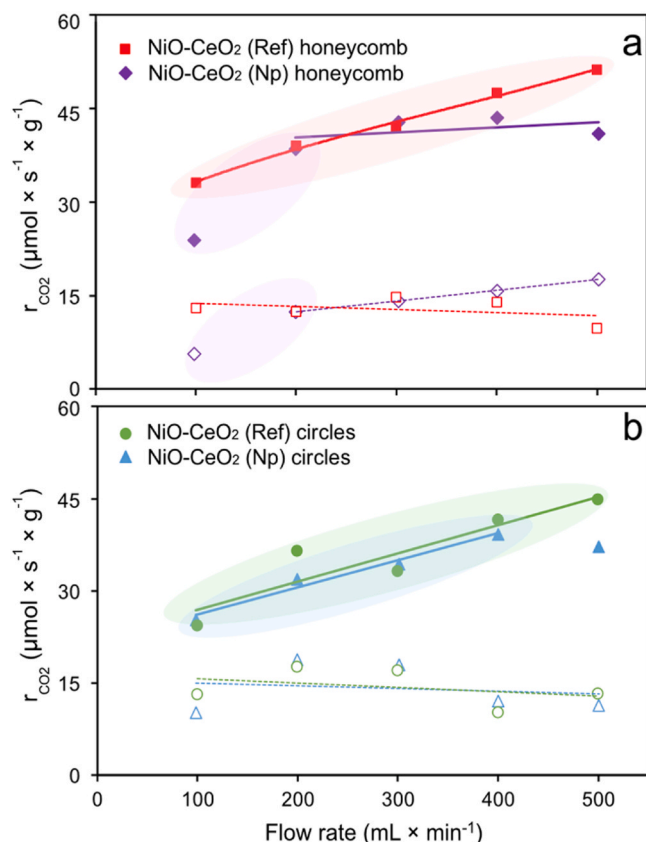 60
a
NiO-CeO₂ (Ref) honeycomb
NiO-CeO₂ (Np) honeycomb
45
30
15
0
r_CO2 (µmol × s⁻¹ × g⁻¹)
60
b
NiO-CeO₂ (Ref) circles
NiO-CeO₂ (Np) circles
45
30
15
0
r_CO2 (µmol × s⁻¹ × g⁻¹)
0 100 200 300 400 500
Flow rate (mL × min⁻¹)